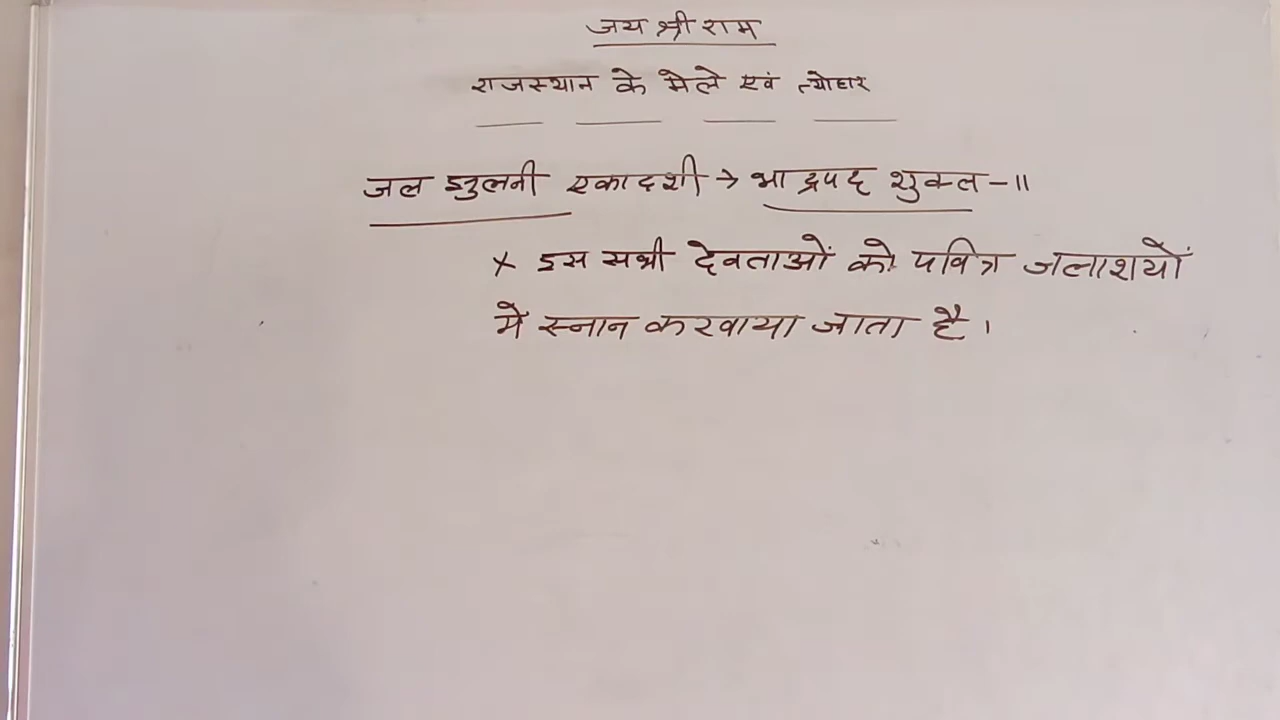 जय श्री राम
राजस्थान के मेले एवं त्योहार
जल झुलनी एकादशी → भाद्रपद शुक्ल - 11
× इस सभी देवताओं को पवित्र जलाशयों
में स्नान करवाया जाता है।